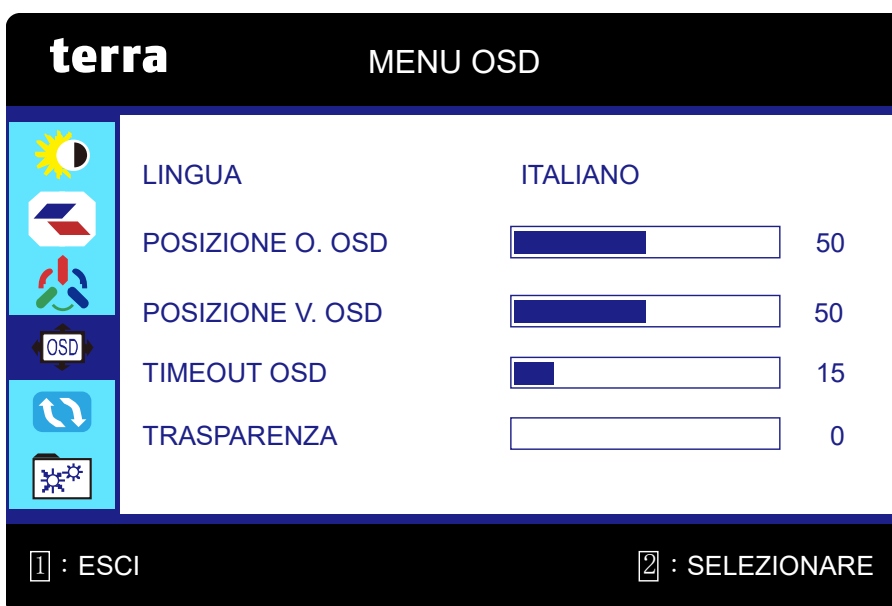 terra
MENU OSD
LINGUA ITALIANO
POSIZIONE O. OSD 50
POSIZIONE V. OSD 50
OSD
TIMEOUT OSD 15
TRASPARENZA 0
1 : ESCI
2 : SELEZIONARE